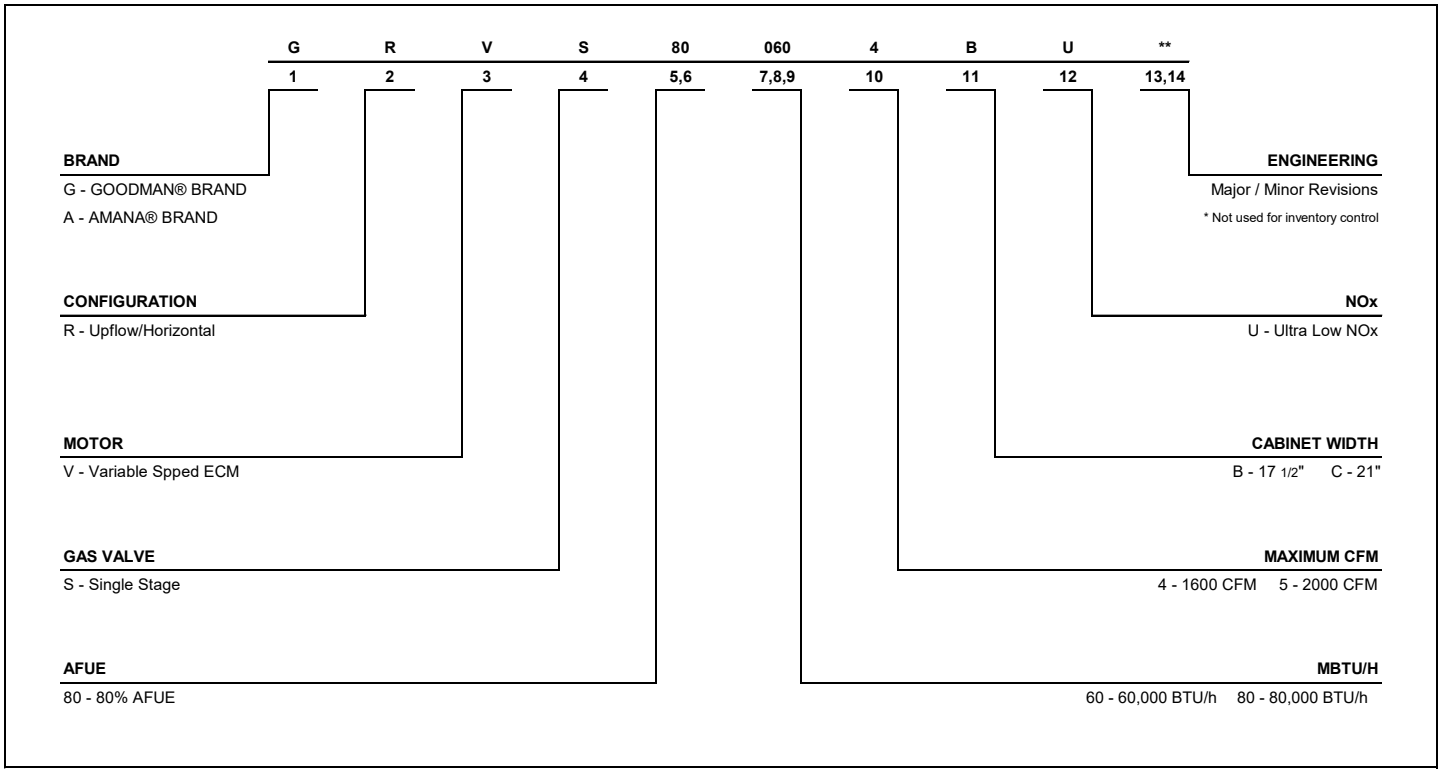 G R V S 80 060 4 B U **
1 2 3 4 5,6 7,8,9 10 11 12 13,14
BRAND
G - GOODMAN® BRAND
A - AMANA® BRAND
ENGINEERING
Major / Minor Revisions
* Not used for inventory control
CONFIGURATION
R - Upflow/Horizontal
NOx
U - Ultra Low NOx
MOTOR
V - Variable Spped ECM
CABINET WIDTH
B - 17 1/2" C - 21"
GAS VALVE
S - Single Stage
MAXIMUM CFM
4 - 1600 CFM 5 - 2000 CFM
AFUE
80 - 80% AFUE
MBTU/H
60 - 60,000 BTU/h 80 - 80,000 BTU/h